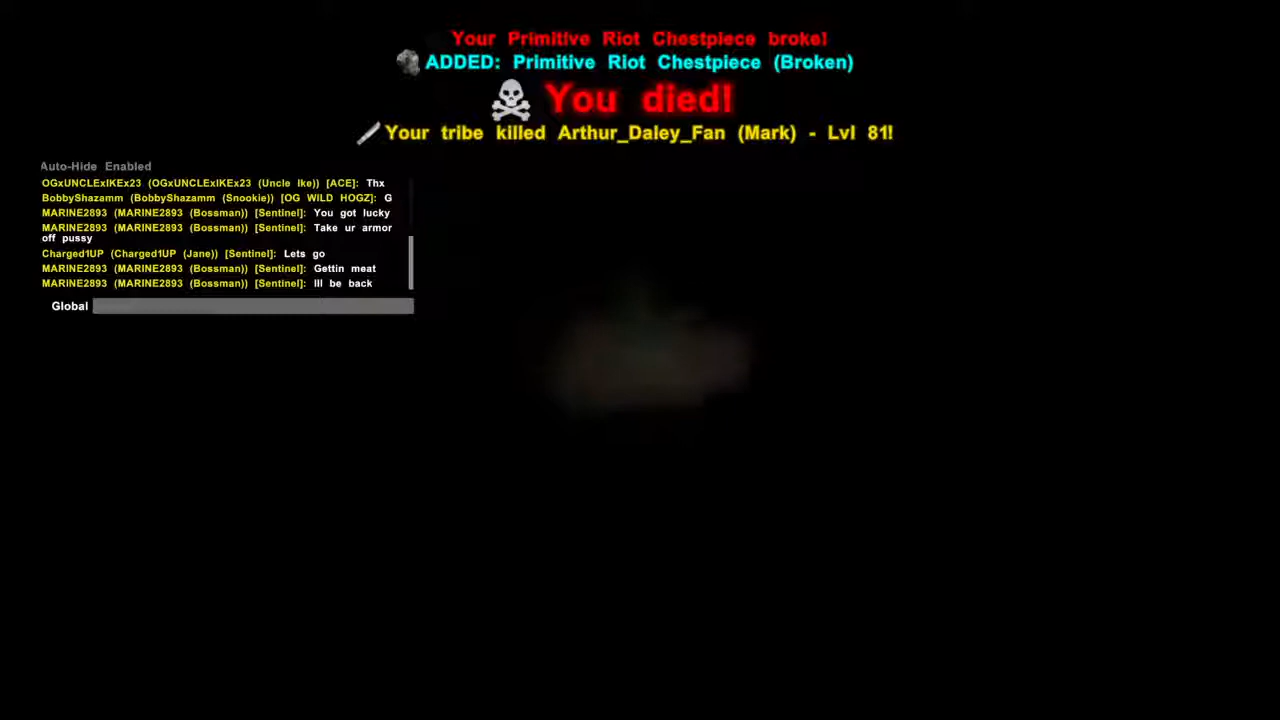 Your Primitive Riot Chestpiece broke!
ADDED: Primitive Riot Chestpiece (Broken)
You died!
Your tribe killed Arthur_Daley_Fan (Mark) - Lvl 81!
Auto-Hide Enabled
OGxUNCLExIKEx23 (OGxUNCLExIKEx23 (Uncle Ike)) [ACE]: Thx
BobbyShazamm (BobbyShazamm (Snookie)) [OG WILD HOGZ]: G
MARINE2893 (MARINE2893 (Bossman)) [Sentinel]: You got lucky
MARINE2893 (MARINE2893 (Bossman)) [Sentinel]: Take ur armor
off pussy
Charged1UP (Charged1UP (Jane)) [Sentinel]: Lets go
MARINE2893 (MARINE2893 (Bossman)) [Sentinel]: Gettin meat
MARINE2893 (MARINE2893 (Bossman)) [Sentinel]: Ill be back
Global